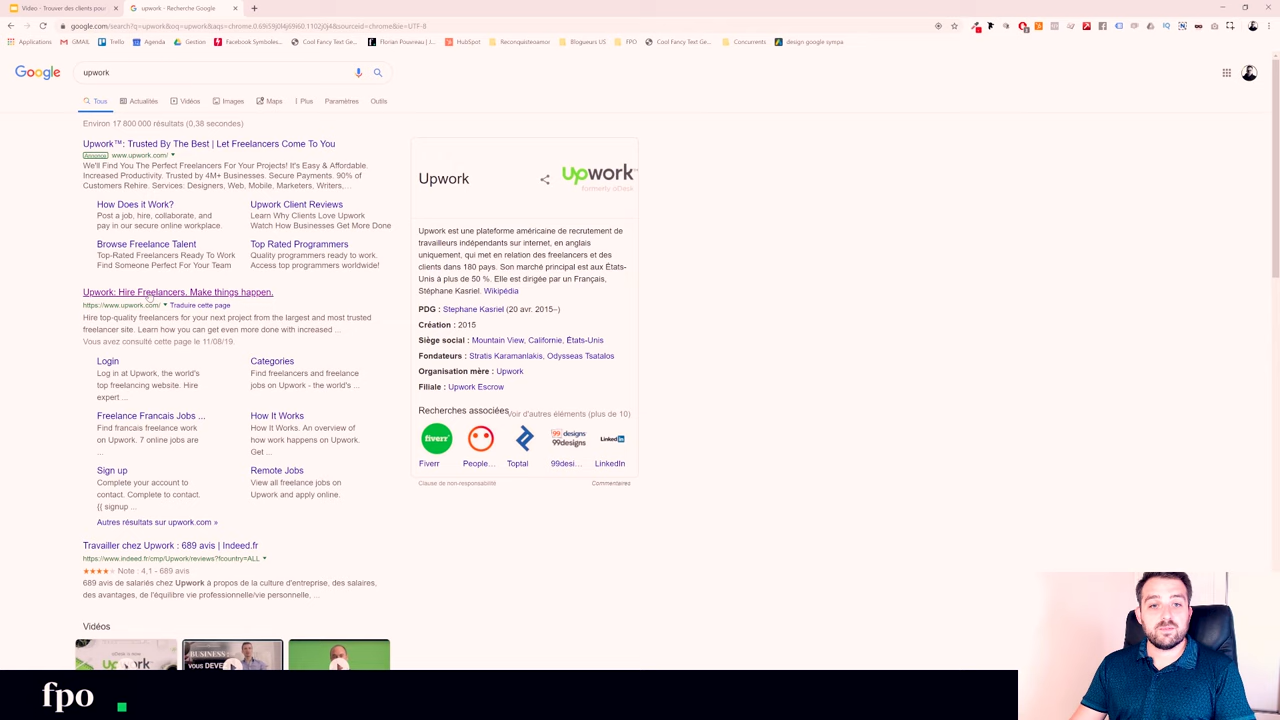 Video - Trouver des clients pour
upwork - Recherche Google
google.com/search?q=upwork&oq=upwork&aqs=chrome.0.69i59j0l4j69i60.1102j0j4&sourceid=chrome&ie=UTF-8
Applications
GMAIL
Trello
Agenda
Gestion
Facebook Symboles...
Cool Fancy Text Ge...
Florian Pouvreau | J...
HubSpot
Reconquisteoamor
Blogueurs US
FPO
Cool Fancy Text Ge...
Concurrents
design google sympa
Google
upwork
Tous
Actualités
Vidéos
Images
Maps
Plus
Paramètres
Outils
Environ 17 800 000 résultats (0,38 secondes)
Upwork™: Trusted By The Best | Let Freelancers Come To You
Annonce www.upwork.com/
We'll Find You The Perfect Freelancers For Your Projects! It's Easy & Affordable.
Increased Productivity. Trusted by 4M+ Businesses. Secure Payments. 90% of
Customers Rehire. Services: Designers, Web, Mobile, Marketers, Writers,...
How Does it Work?
Post a job, hire, collaborate, and
pay in our secure online workplace.
Upwork Client Reviews
Learn Why Clients Love Upwork
Watch How Businesses Get More Done
Browse Freelance Talent
Top-Rated Freelancers Ready To Work
Find Someone Perfect For Your Team
Top Rated Programmers
Quality programmers ready to work.
Access top programmers worldwide!
Upwork: Hire Freelancers. Make things happen.
https://www.upwork.com/ Traduire cette page
Hire top-quality freelancers for your next project from the largest and most trusted
freelancer site. Learn how you can get even more done with increased ...
Vous avez consulté cette page le 11/08/19.
Login
Log in at Upwork, the world's
top freelancing website. Hire
expert ...
Categories
Find freelancers and freelance
jobs on Upwork - the world's ...
Freelance Francais Jobs ...
Find francais freelance work
on Upwork. 7 online jobs are
...
How It Works
How It Works. An overview of
how work happens on Upwork.
Get ...
Sign up
Complete your account to
contact. Complete to contact.
{{ signup ...
Remote Jobs
View all freelance jobs on
Upwork and apply online.
Autres résultats sur upwork.com »
Travailler chez Upwork : 689 avis | Indeed.fr
https://www.indeed.fr/cmp/Upwork/reviews?fcountry=ALL
Note : 4,1 - 689 avis
689 avis de salariés chez Upwork à propos de la culture d'entreprise, des salaires,
des avantages, de l'équilibre vie professionnelle/vie personnelle, ...
Vidéos
upwork
BUSINESS
VOUS DEVE
Upwork
upwork™
formerly oDesk
Upwork est une plateforme américaine de recrutement de
travailleurs indépendants sur internet, en anglais
uniquement, qui met en relation des freelances et des
clients dans 180 pays. Son marché principal est aux États-
Unis à plus de 50 %. Elle est dirigée par un Français,
Stéphane Kasriel. Wikipédia
PDG : Stephane Kasriel (20 avr. 2015–)
Création : 2015
Siège social : Mountain View, Californie, États-Unis
Fondateurs : Stratis Karamanlakis, Odysseas Tsatalos
Organisation mère : Upwork
Filiale : Upwork Escrow
Recherches associées
Voir d'autres éléments (plus de 10)
fiverr
99designs
99designs
Linkedin
Fiverr
People...
Toptal
99desi...
LinkedIn
Clause de non-responsabilité
Commentaires
fpo